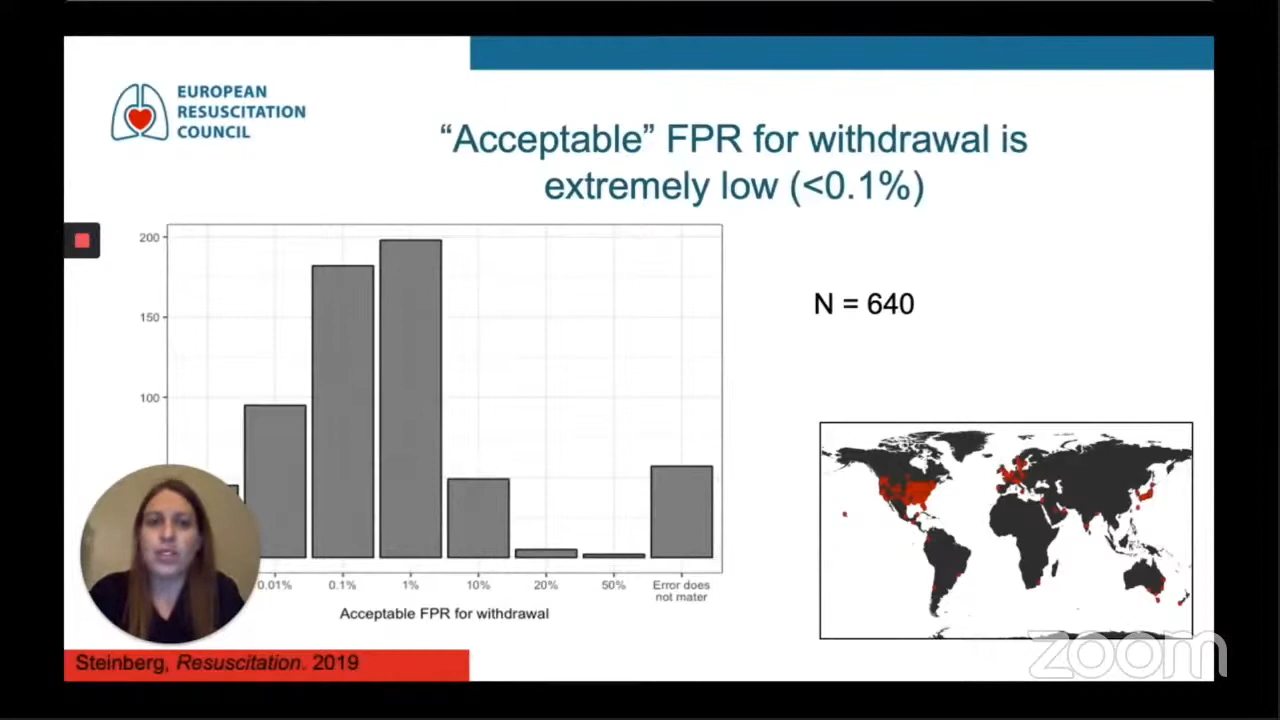 EUROPEAN
RESUSCITATION
COUNCIL
“Acceptable” FPR for withdrawal is
extremely low (<0.1%)
200
150
100
N = 640
0.01%
0.1%
1%
10%
20%
50%
Error does
not mater
Acceptable FPR for withdrawal
Steinberg, Resuscitation. 2019
zoom